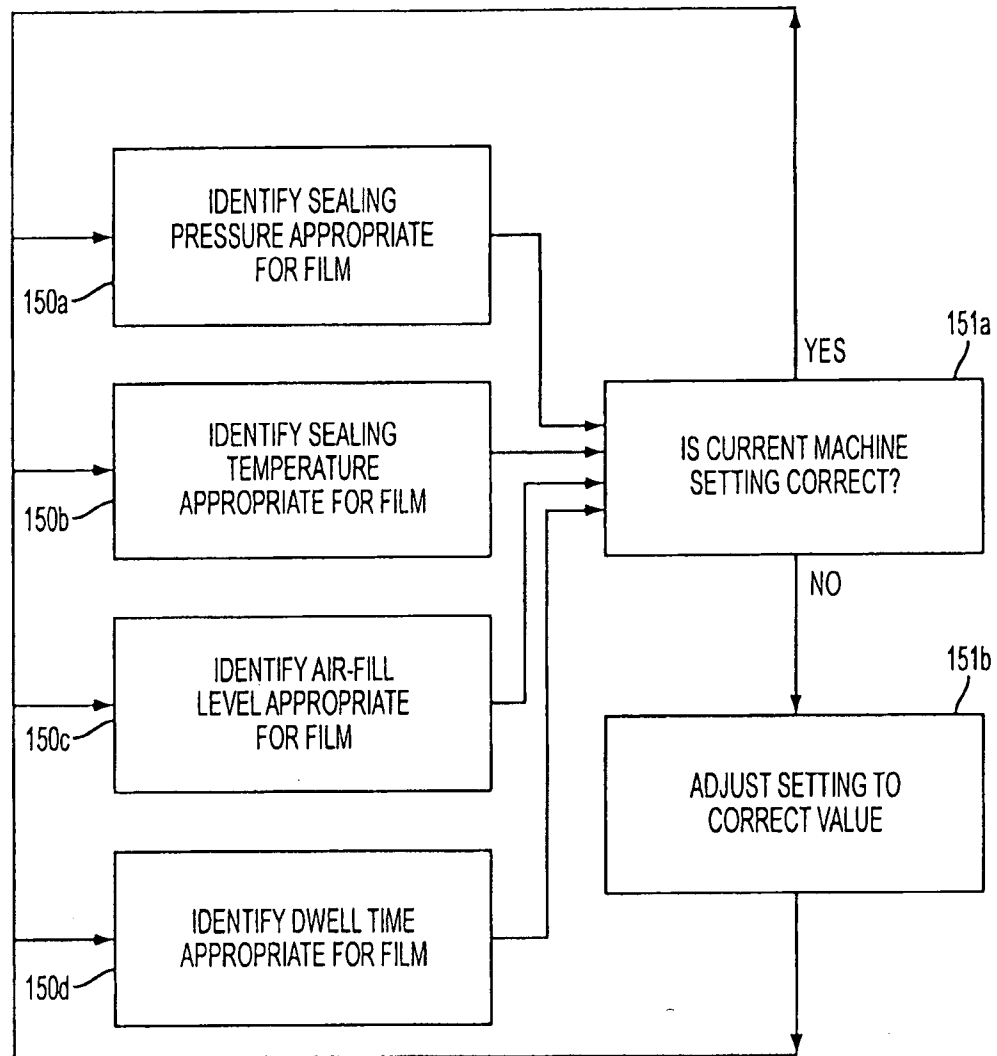 IDENTIFY SEALING
PRESSURE APPROPRIATE
FOR FILM
150a
IDENTIFY SEALING
TEMPERATURE
APPROPRIATE FOR FILM
150b
IDENTIFY AIR-FILL
LEVEL APPROPRIATE
FOR FILM
150c
IDENTIFY DWELL TIME
APPROPRIATE FOR FILM
150d
YES
151a
IS CURRENT MACHINE
SETTING CORRECT?
NO
151b
ADJUST SETTING TO
CORRECT VALUE